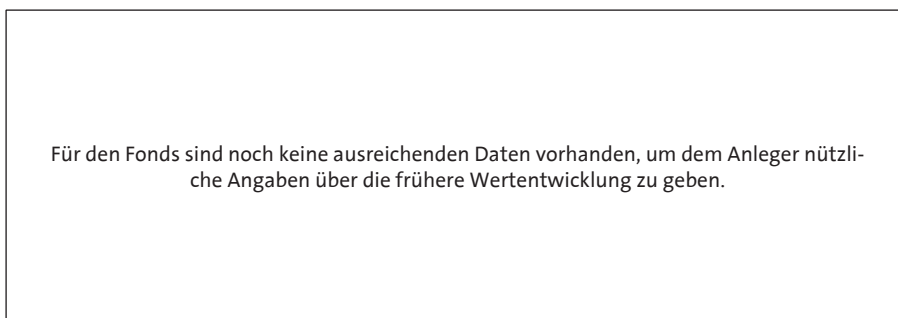 Für den Fonds sind noch keine ausreichenden Daten vorhanden, um dem Anleger nützli-
che Angaben über die frühere Wertentwicklung zu geben.